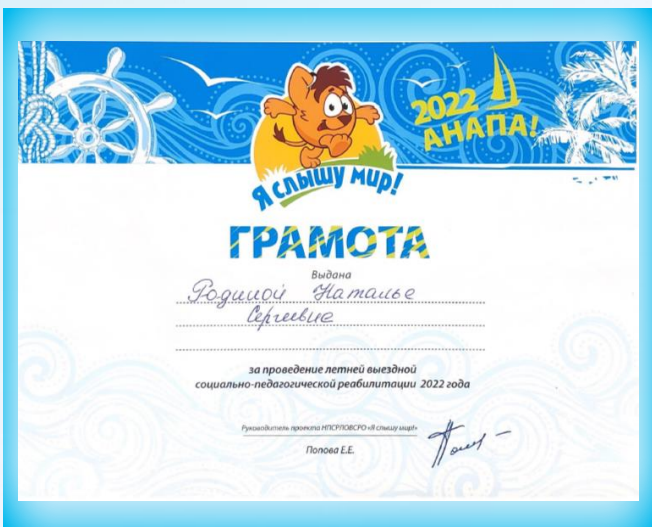 2022
АНАПА!
Я СЛЫШУ МИР!
ГРАМОТА
Выдана
Родиной Наталье
Сергеевне
за проведение летней выездной
социально-педагогической реабилитации 2022 года
Руководитель проекта НПСРЛОВСРО «Я слышу мир!»
Попова Е.Е.